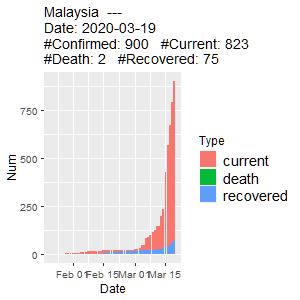 Malaysia ---
Date: 2020-03-19
#Confirmed: 900 #Current: 823
#Death: 2 #Recovered: 75
Num
750
500
250
0
Feb 01 Feb 15 Mar 01 Mar 15
Date
Type
current
death
recovered